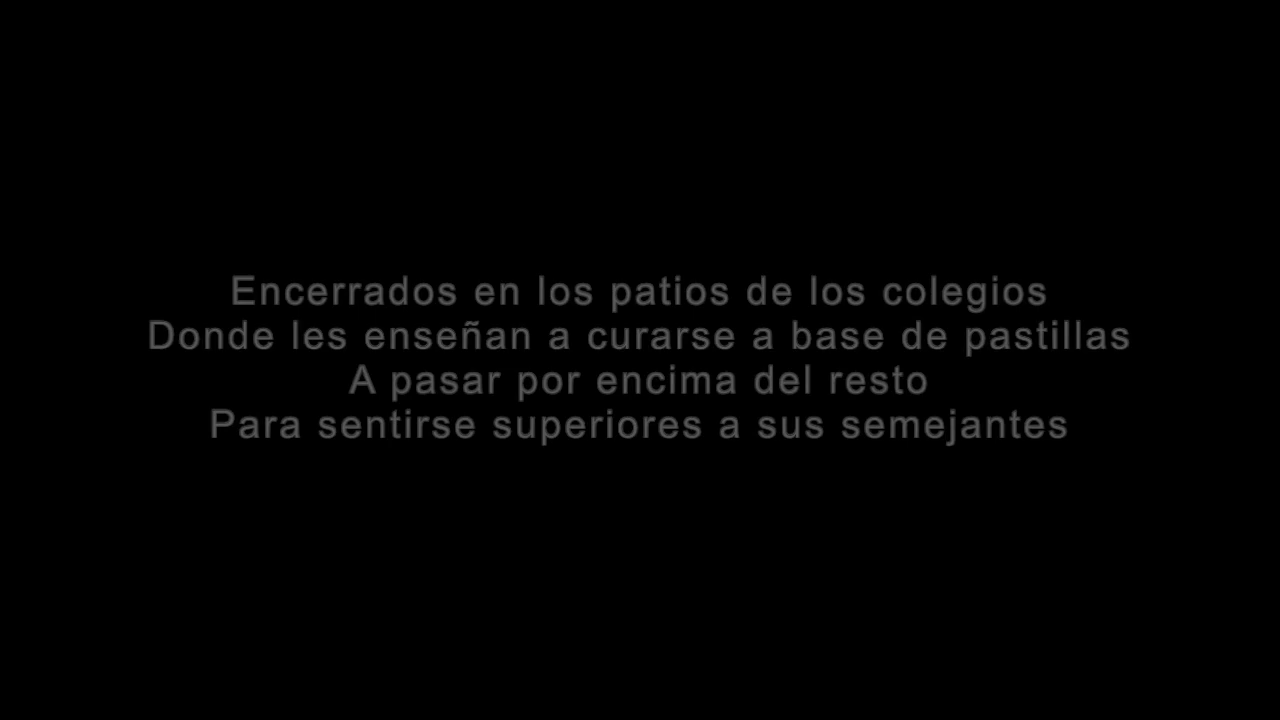 Encerrados en los patios de los colegios
Donde les enseñan a curarse a base de pastillas
A pasar por encima del resto
Para sentirse superiores a sus semejantes